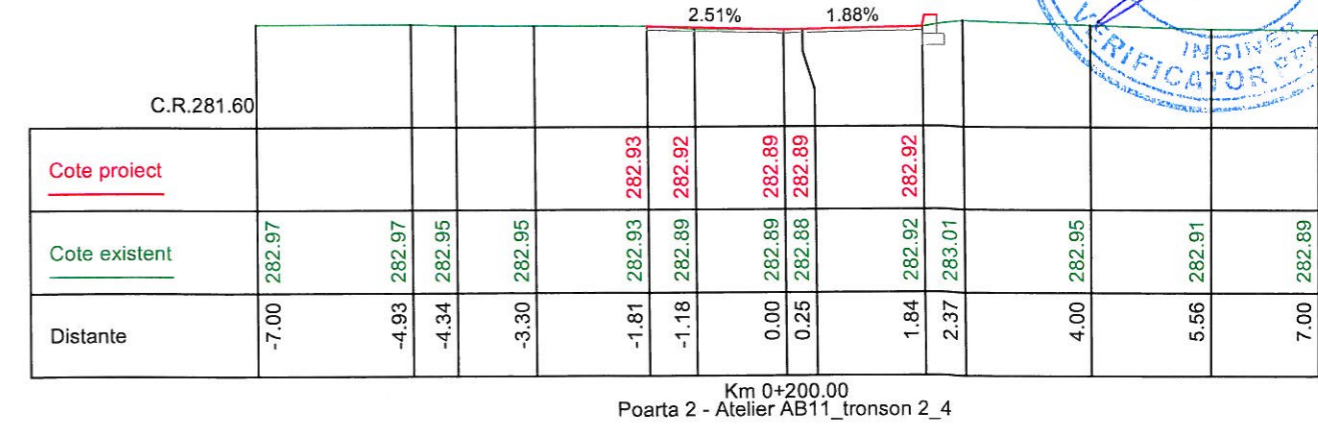 2.51% 1.88%
INGINER
VERIFICATOR
C.R.281.60
Cote proiect 282.93 282.92 282.89 282.89 282.92
Cote existent 282.97 282.97 282.95 282.95 282.93 282.89 282.89 282.88 282.92 283.01 282.95 282.91 282.89
Distante -7.00 -4.93 -4.34 -3.30 -1.81 -1.18 0.00 0.25 1.84 2.37 4.00 5.56 7.00
Km 0+200.00
Poarta 2 - Atelier AB11_tronson 2_4